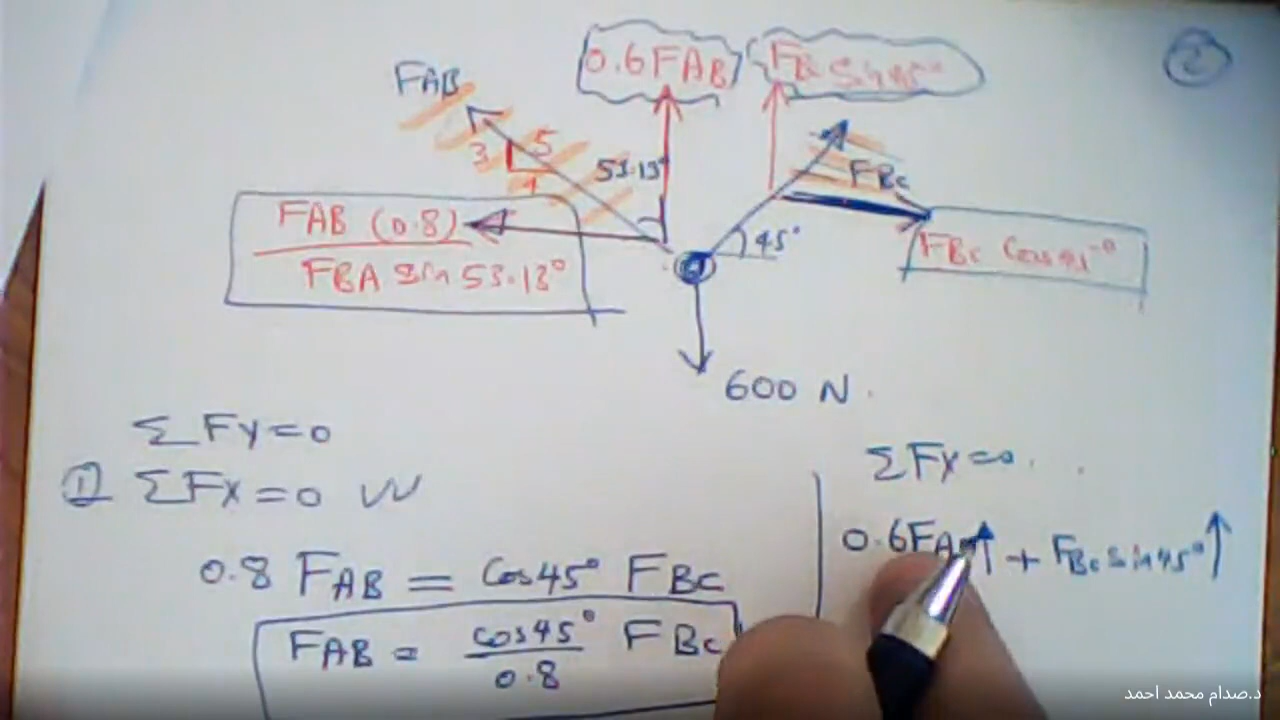 2
0.6FAB
FBc Sin45°
FAB
3 5
4
53.13°
FBc
FAB (0.8)
FBA sin 53.13°
45°
FBc Cos45°
600 N.
ΣFy=0
① ΣFx=0
0.8 FAB = Cos45° FBc
FAB = cos45° FBc
0.8
ΣFy=0.
0.6FA↑ + FBc sin45°↑
د.صدام محمد احمد